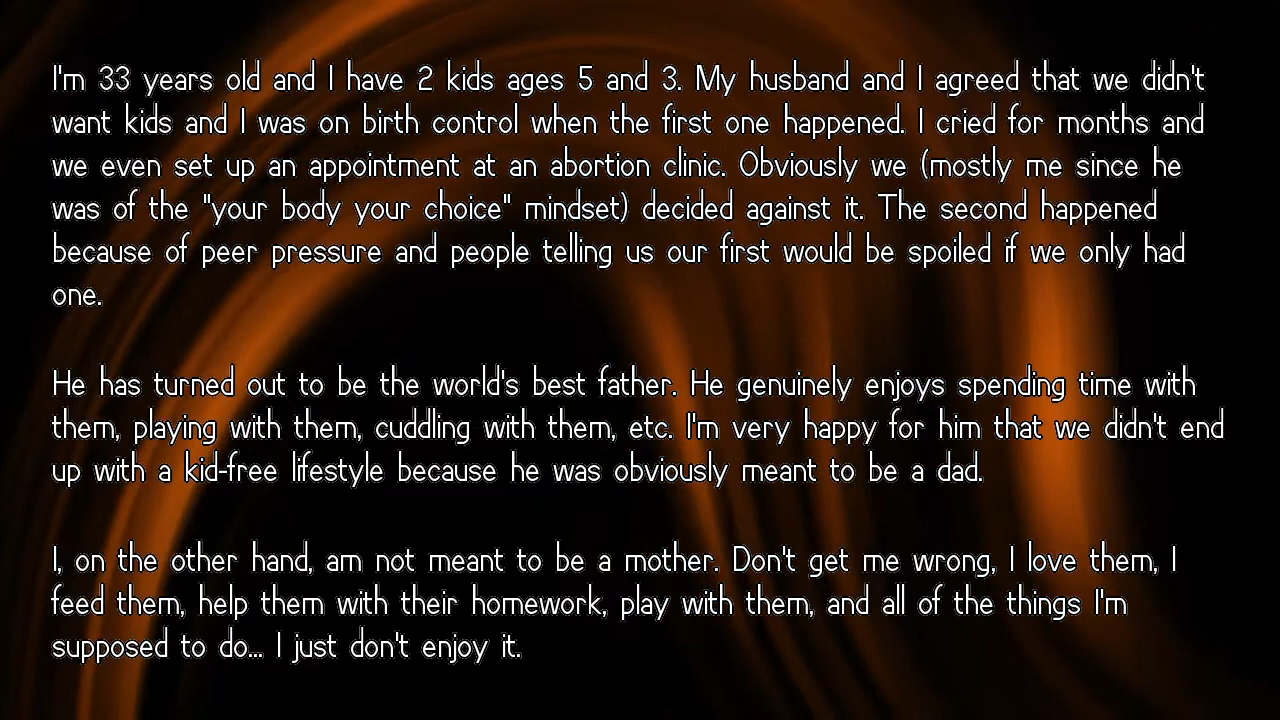 I'm 33 years old and I have 2 kids ages 5 and 3. My husband and I agreed that we didn't
want kids and I was on birth control when the first one happened. I cried for months and
we even set up an appointment at an abortion clinic. Obviously we (mostly me since he
was of the "your body your choice" mindset) decided against it. The second happened
because of peer pressure and people telling us our first would be spoiled if we only had
one.
He has turned out to be the world's best father. He genuinely enjoys spending time with
them, playing with them, cuddling with them, etc. I'm very happy for him that we didn't end
up with a kid-free lifestyle because he was obviously meant to be a dad.
I, on the other hand, am not meant to be a mother. Don't get me wrong, I love them, I
feed them, help them with their homework, play with them, and all of the things I'm
supposed to do... I just don't enjoy it.